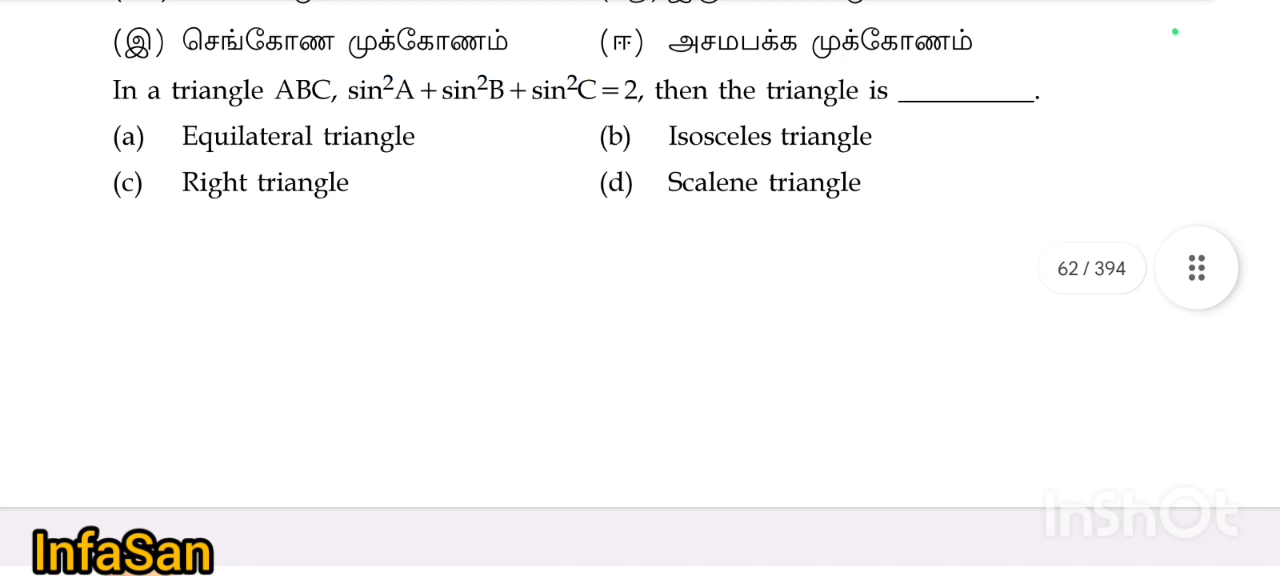 (இ) செங்கோண முக்கோணம் (ஈ) அசமபக்க முக்கோணம்
In a triangle ABC, sin²A+sin²B+sin²C=2, then the triangle is __________.
(a) Equilateral triangle (b) Isosceles triangle
(c) Right triangle (d) Scalene triangle
62 / 394
InShOt
InfaSan